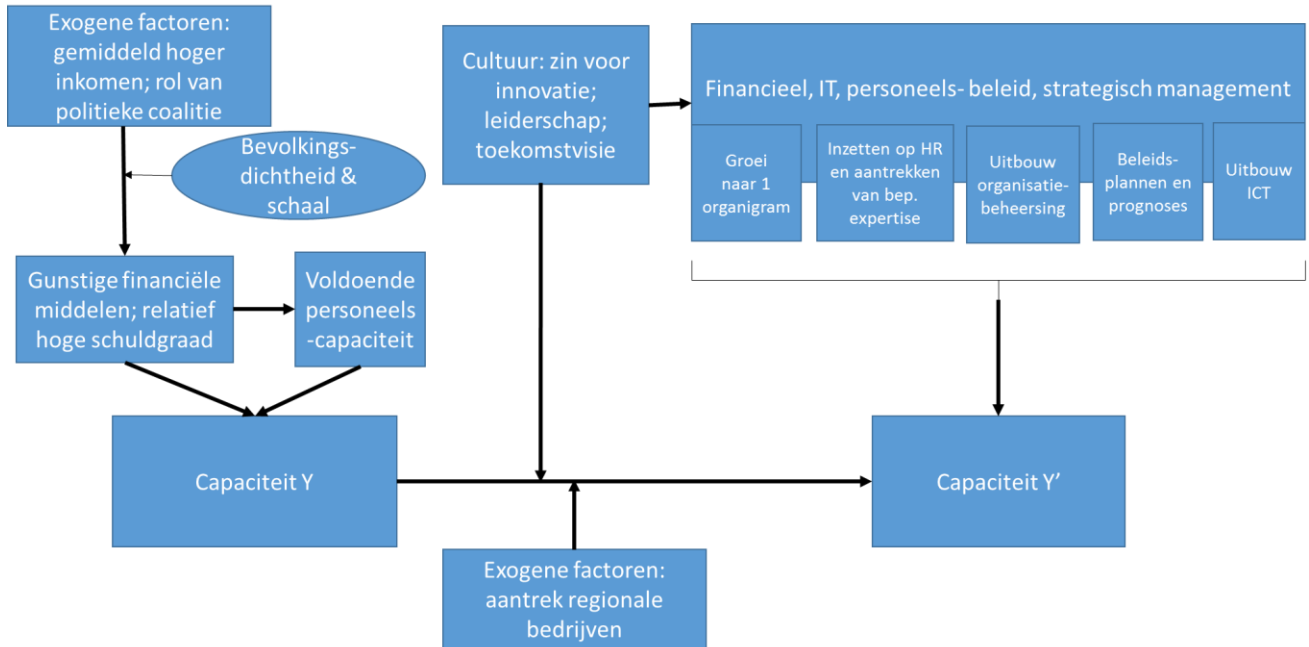 Exogene factoren:
gemiddeld hoger
inkomen; rol van
politieke coalitie
Bevolkings-
dichtheid &
schaal
Gunstige financiële
middelen; relatief
hoge schuldgraad
Voldoende
personeels
-capaciteit
Capaciteit Y
Cultuur: zin voor
innovatie;
leiderschap;
toekomstvisie
Financieel, IT, personeels- beleid, strategisch management
Groei
naar 1
organigram
Inzetten op HR
en aantrekken
van bep.
expertise
Uitbouw
organisatie-
beheersing
Beleids-
plannen en
prognoses
Uitbouw
ICT
Capaciteit Y’
Exogene factoren:
aantrek regionale
bedrijven